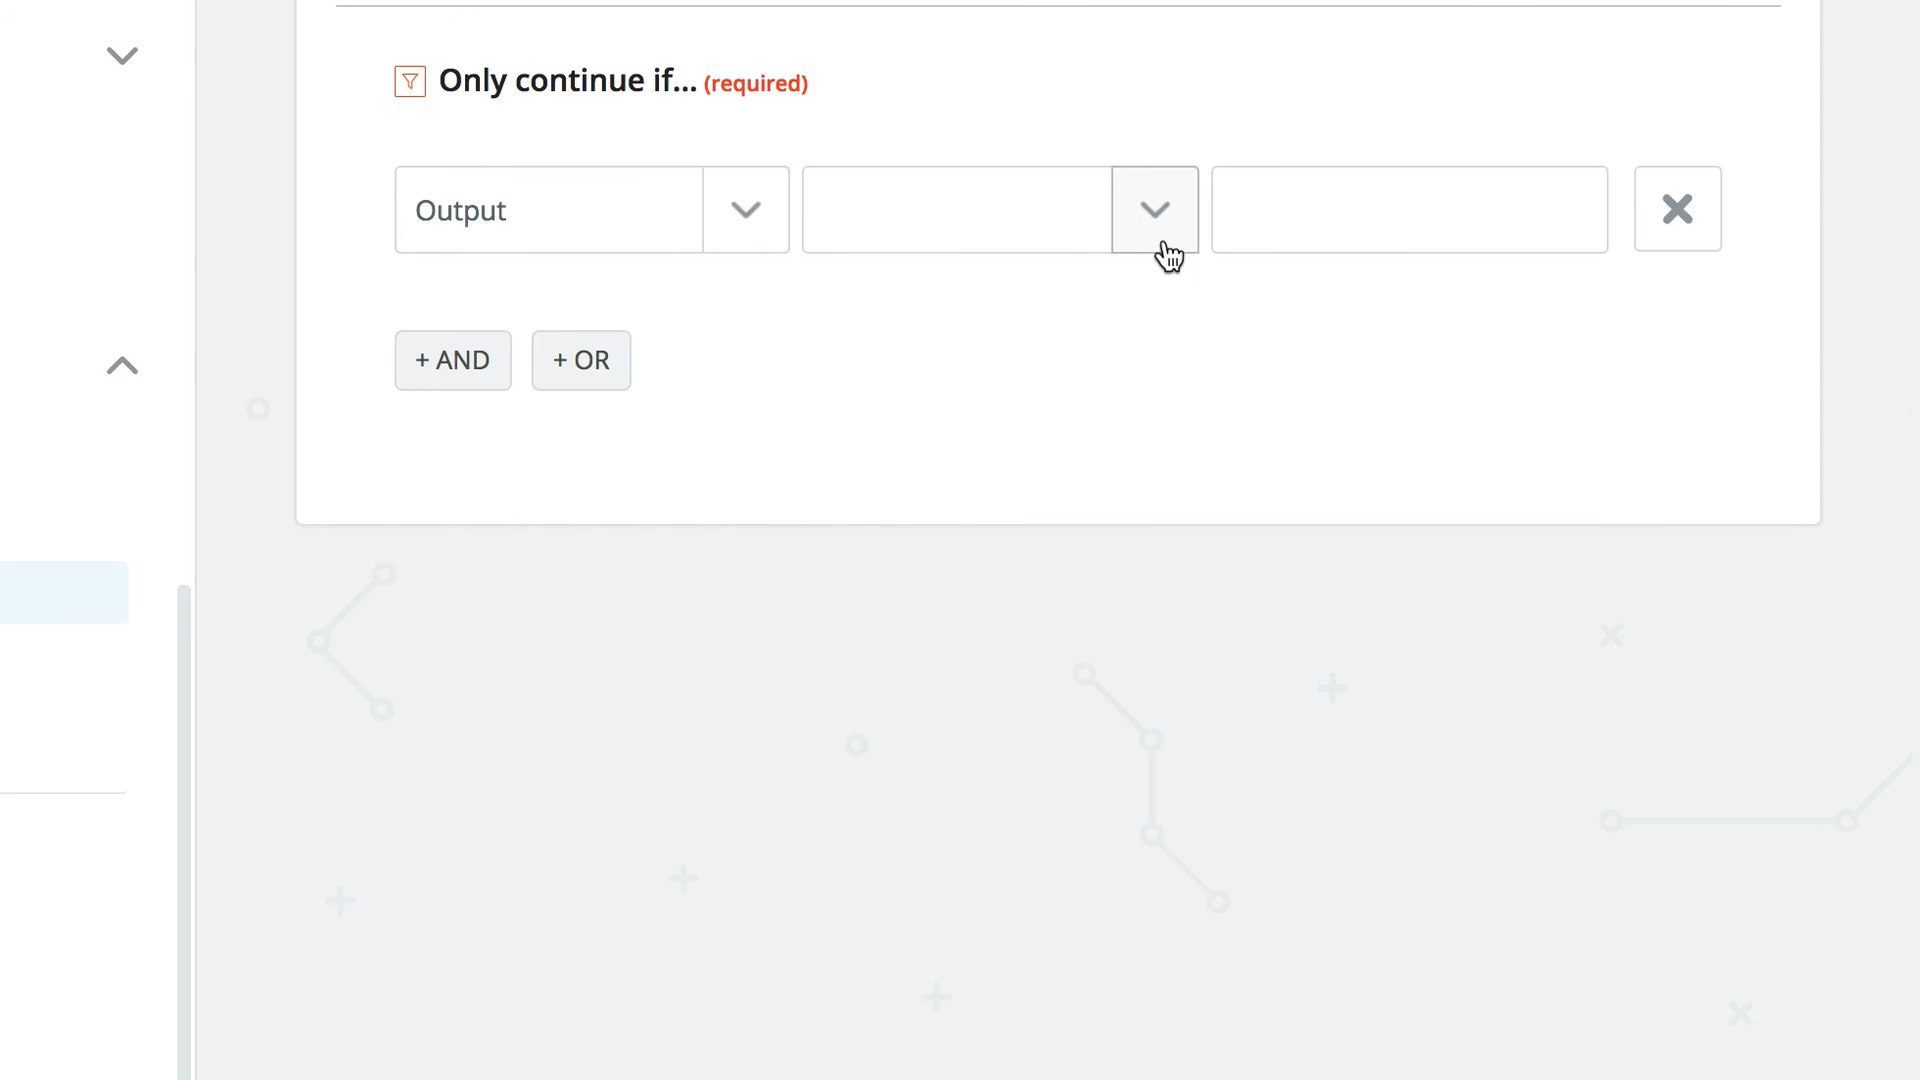 Only continue if... (required)
Output
+ AND + OR